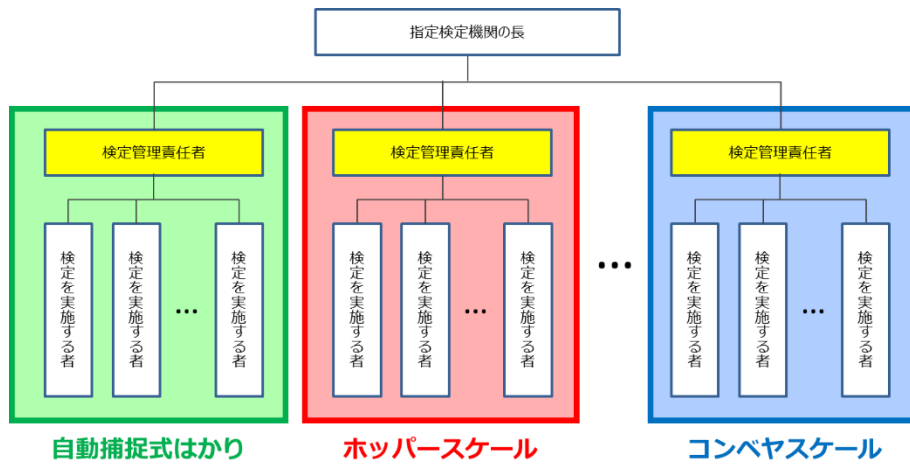 指定検定機関の長
検定管理責任者
検定管理責任者
検定管理責任者
検定を実施する者
検定を実施する者
…
検定を実施する者
検定を実施する者
検定を実施する者
…
検定を実施する者
…
検定を実施する者
検定を実施する者
…
検定を実施する者
自動捕捉式はかり
ホッパースケール
コンベヤスケール